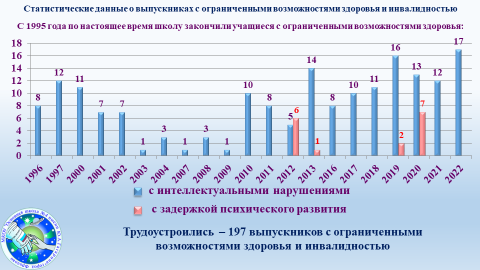 Статистические данные о выпускниках с ограниченными возможностями здоровья и инвалидностью
С 1995 года по настоящее время школу закончили учащиеся с ограниченными возможностями здоровья:
18
16
14
12
10
8
6
4
2
0
8 12 11 7 7 1 3 1 3 1 10 8 5 6 14 1 8 10 11 16 2 13 7 12 17
1996 1997 2000 2001 2002 2003 2004 2007 2008 2009 2010 2011 2012 2013 2016 2017 2018 2019 2020 2021 2022
с интеллектуальными нарушениями
с задержкой психического развития
Трудоустроились – 197 выпускников с ограниченными
возможностями здоровья и инвалидностью